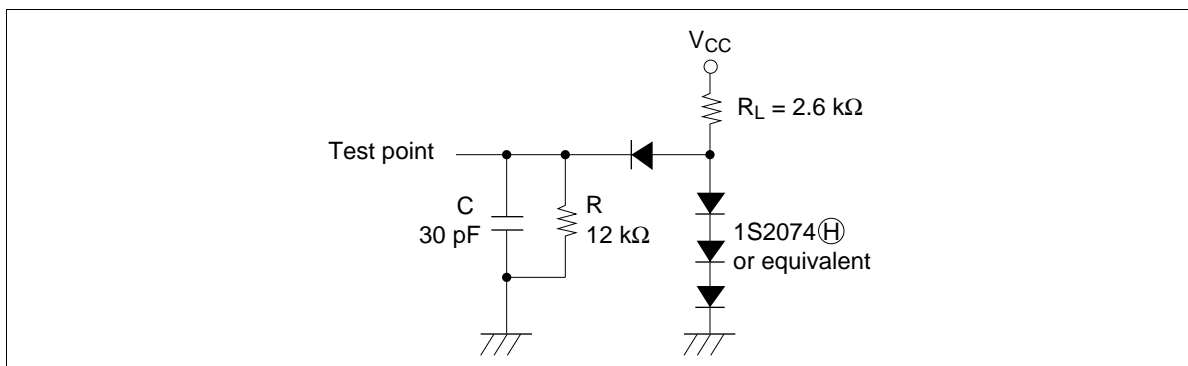 VCC
RL = 2.6 kΩ
Test point
C
30 pF
R
12 kΩ
1S2074Ⓗ
or equivalent